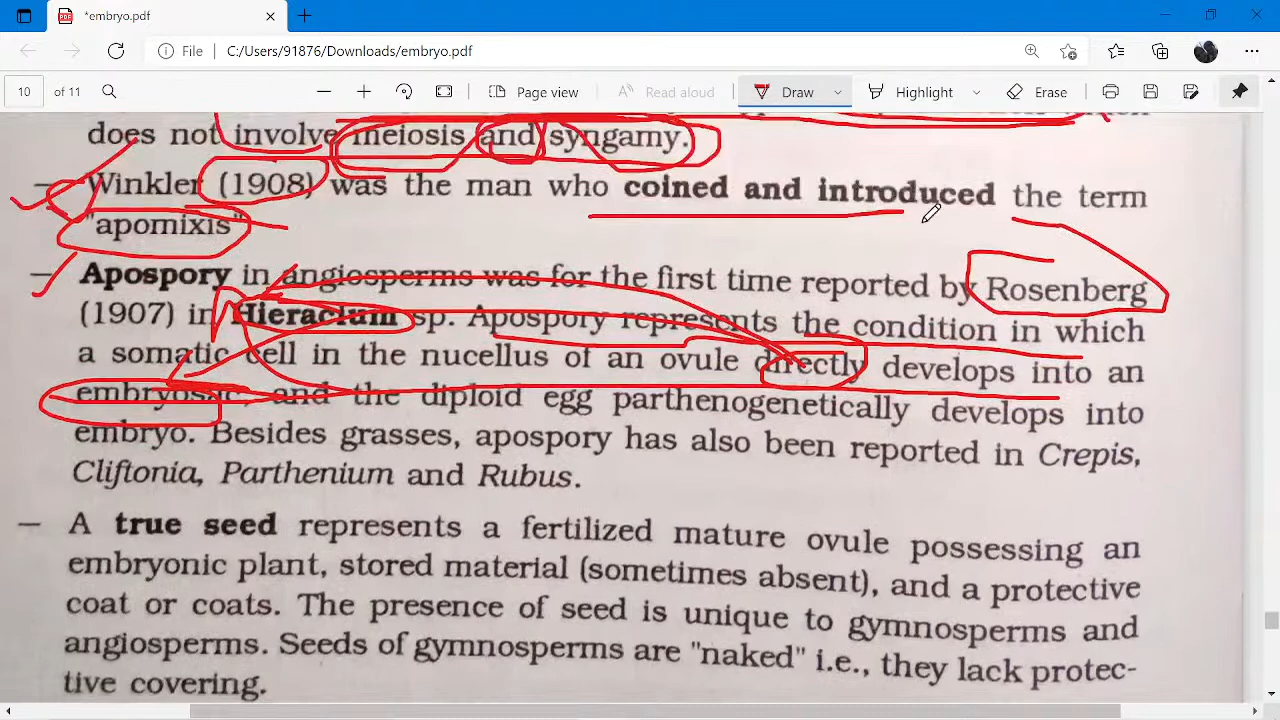 *embryo.pdf
File C:/Users/91876/Downloads/embryo.pdf
10 of 11 Page view Read aloud Draw Highlight Erase
does not involve meiosis and syngamy.
– Winkler (1908) was the man who coined and introduced the term
"apomixis"
– Apospory in angiosperms was for the first time reported by Rosenberg
(1907) in Hieracium sp. Apospory represents the condition in which
a somatic cell in the nucellus of an ovule directly develops into an
embryosac, and the diploid egg parthenogenetically develops into
embryo. Besides grasses, apospory has also been reported in Crepis,
Cliftonia, Parthenium and Rubus.
– A true seed represents a fertilized mature ovule possessing an
embryonic plant, stored material (sometimes absent), and a protective
coat or coats. The presence of seed is unique to gymnosperms and
angiosperms. Seeds of gymnosperms are "naked" i.e., they lack protec-
tive covering.